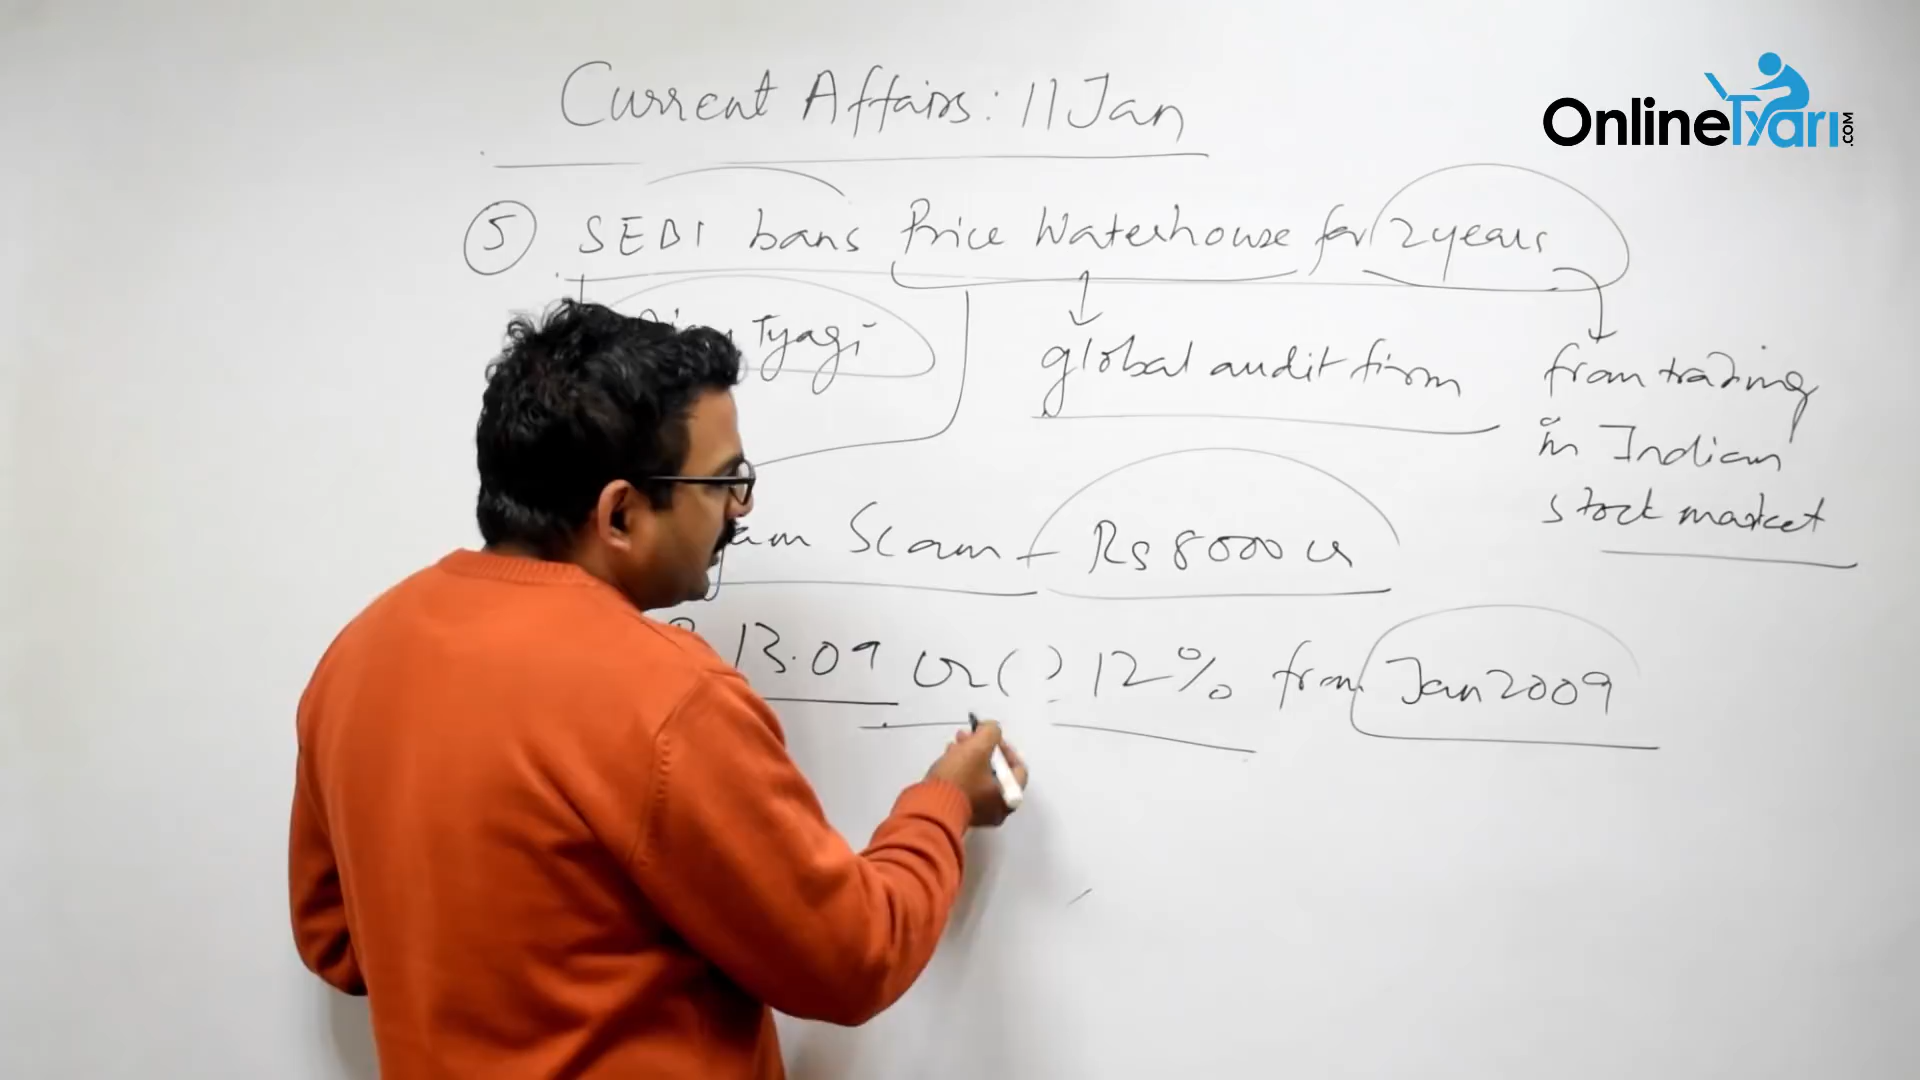 Current Affairs: 11 Jan
OnlineTyari.COM
5 SEBI bans Price Waterhouse for 2 years
Tyagi
global audit firm
from trading
in Indian
stock market
Scam - Rs 8000 cr
13.09 cr ( ) 12% from Jan 2009